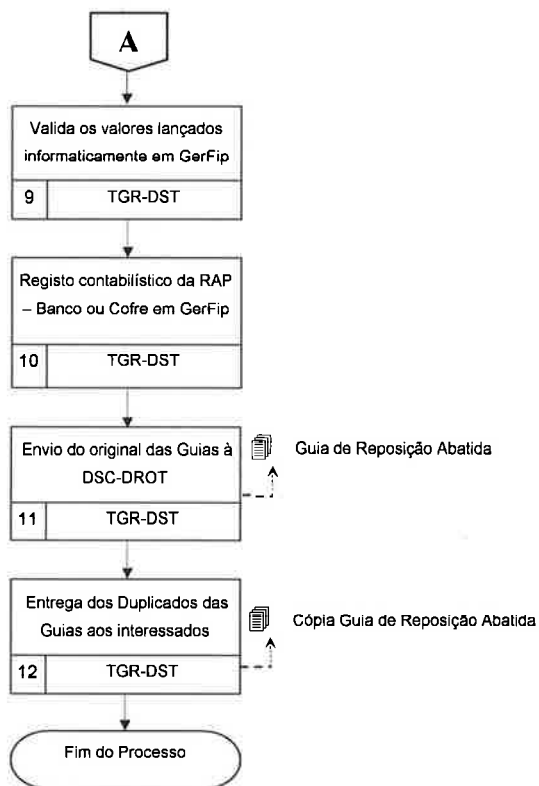 A
Valida os valores lançados
informaticamente em GerFip
9 TGR-DST
Registo contabilístico da RAP
– Banco ou Cofre em GerFip
10 TGR-DST
Envio do original das Guias à
DSC-DROT
Guia de Reposição Abatida
11 TGR-DST
Entrega dos Duplicados das
Guias aos interessados
Cópia Guia de Reposição Abatida
12 TGR-DST
Fim do Processo